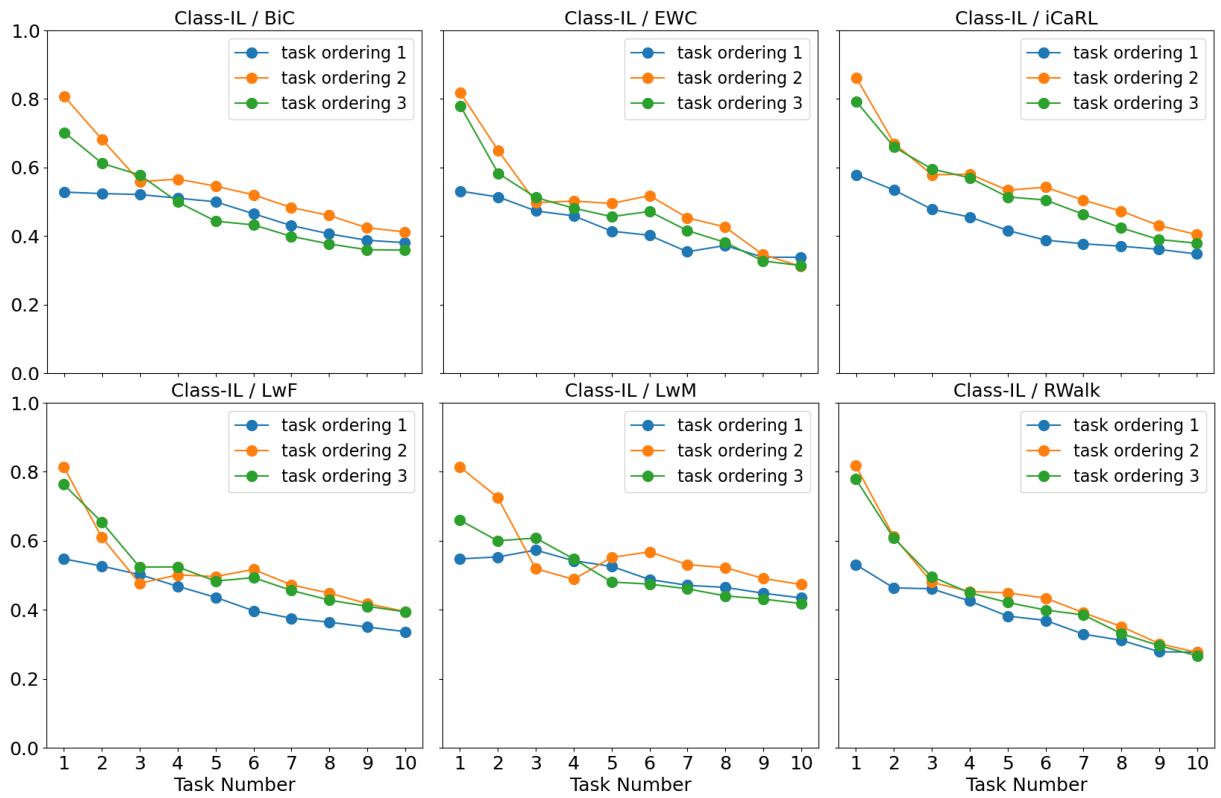 Class-IL / BiC
1.0
0.8
0.6
0.4
0.2
0.0
task ordering 1
task ordering 2
task ordering 3
Class-IL / EWC
task ordering 1
task ordering 2
task ordering 3
Class-IL / iCaRL
task ordering 1
task ordering 2
task ordering 3
Class-IL / LwF
1.0
0.8
0.6
0.4
0.2
0.0
task ordering 1
task ordering 2
task ordering 3
1 2 3 4 5 6 7 8 9 10
Task Number
Class-IL / LwM
task ordering 1
task ordering 2
task ordering 3
1 2 3 4 5 6 7 8 9 10
Task Number
Class-IL / RWalk
task ordering 1
task ordering 2
task ordering 3
1 2 3 4 5 6 7 8 9 10
Task Number